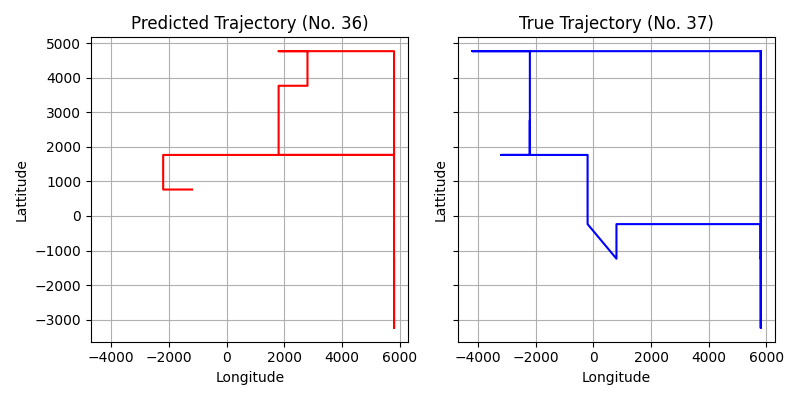 Predicted Trajectory (No. 36)
True Trajectory (No. 37)
5000
4000
3000
2000
1000
0
−1000
−2000
−3000
Lattitude
Lattitude
−4000 −2000 0 2000 4000 6000
−4000 −2000 0 2000 4000 6000
Longitude
Longitude